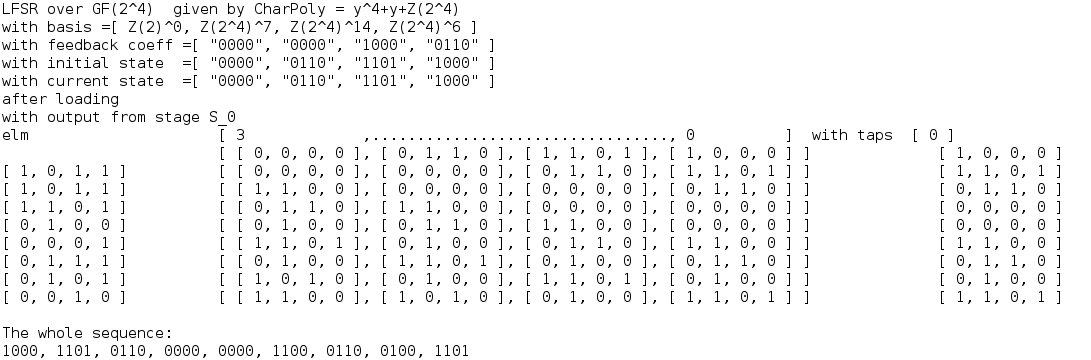 LFSR over GF(2^4)  given by CharPoly = y^4+y+Z(2^4)
with basis =[ Z(2)^0, Z(2^4)^7, Z(2^4)^14, Z(2^4)^6 ]
with feedback coeff =[ "0000", "0000", "1000", "0110" ]
with initial state  =[ "0000", "0110", "1101", "1000" ]
with current state  =[ "0000", "0110", "1101", "1000" ]
after loading
with output from stage S_0
elm [ 3 ,................................., 0 ]  with taps  [ 0 ]
[ [ 0, 0, 0, 0 ], [ 0, 1, 1, 0 ], [ 1, 1, 0, 1 ], [ 1, 0, 0, 0 ] ] [ 1, 0, 0, 0 ]
[ 1, 0, 1, 1 ] [ [ 0, 0, 0, 0 ], [ 0, 0, 0, 0 ], [ 0, 1, 1, 0 ], [ 1, 1, 0, 1 ] ] [ 1, 1, 0, 1 ]
[ 1, 0, 1, 1 ] [ [ 1, 1, 0, 0 ], [ 0, 0, 0, 0 ], [ 0, 0, 0, 0 ], [ 0, 1, 1, 0 ] ] [ 0, 1, 1, 0 ]
[ 1, 1, 0, 1 ] [ [ 0, 1, 1, 0 ], [ 1, 1, 0, 0 ], [ 0, 0, 0, 0 ], [ 0, 0, 0, 0 ] ] [ 0, 0, 0, 0 ]
[ 0, 1, 0, 0 ] [ [ 0, 1, 0, 0 ], [ 0, 1, 1, 0 ], [ 1, 1, 0, 0 ], [ 0, 0, 0, 0 ] ] [ 0, 0, 0, 0 ]
[ 0, 0, 0, 1 ] [ [ 1, 1, 0, 1 ], [ 0, 1, 0, 0 ], [ 0, 1, 1, 0 ], [ 1, 1, 0, 0 ] ] [ 1, 1, 0, 0 ]
[ 0, 1, 1, 1 ] [ [ 0, 1, 0, 0 ], [ 1, 1, 0, 1 ], [ 0, 1, 0, 0 ], [ 0, 1, 1, 0 ] ] [ 0, 1, 1, 0 ]
[ 0, 1, 0, 1 ] [ [ 1, 0, 1, 0 ], [ 0, 1, 0, 0 ], [ 1, 1, 0, 1 ], [ 0, 1, 0, 0 ] ] [ 0, 1, 0, 0 ]
[ 0, 0, 1, 0 ] [ [ 1, 1, 0, 0 ], [ 1, 0, 1, 0 ], [ 0, 1, 0, 0 ], [ 1, 1, 0, 1 ] ] [ 1, 1, 0, 1 ]
The whole sequence:
1000, 1101, 0110, 0000, 0000, 1100, 0110, 0100, 1101